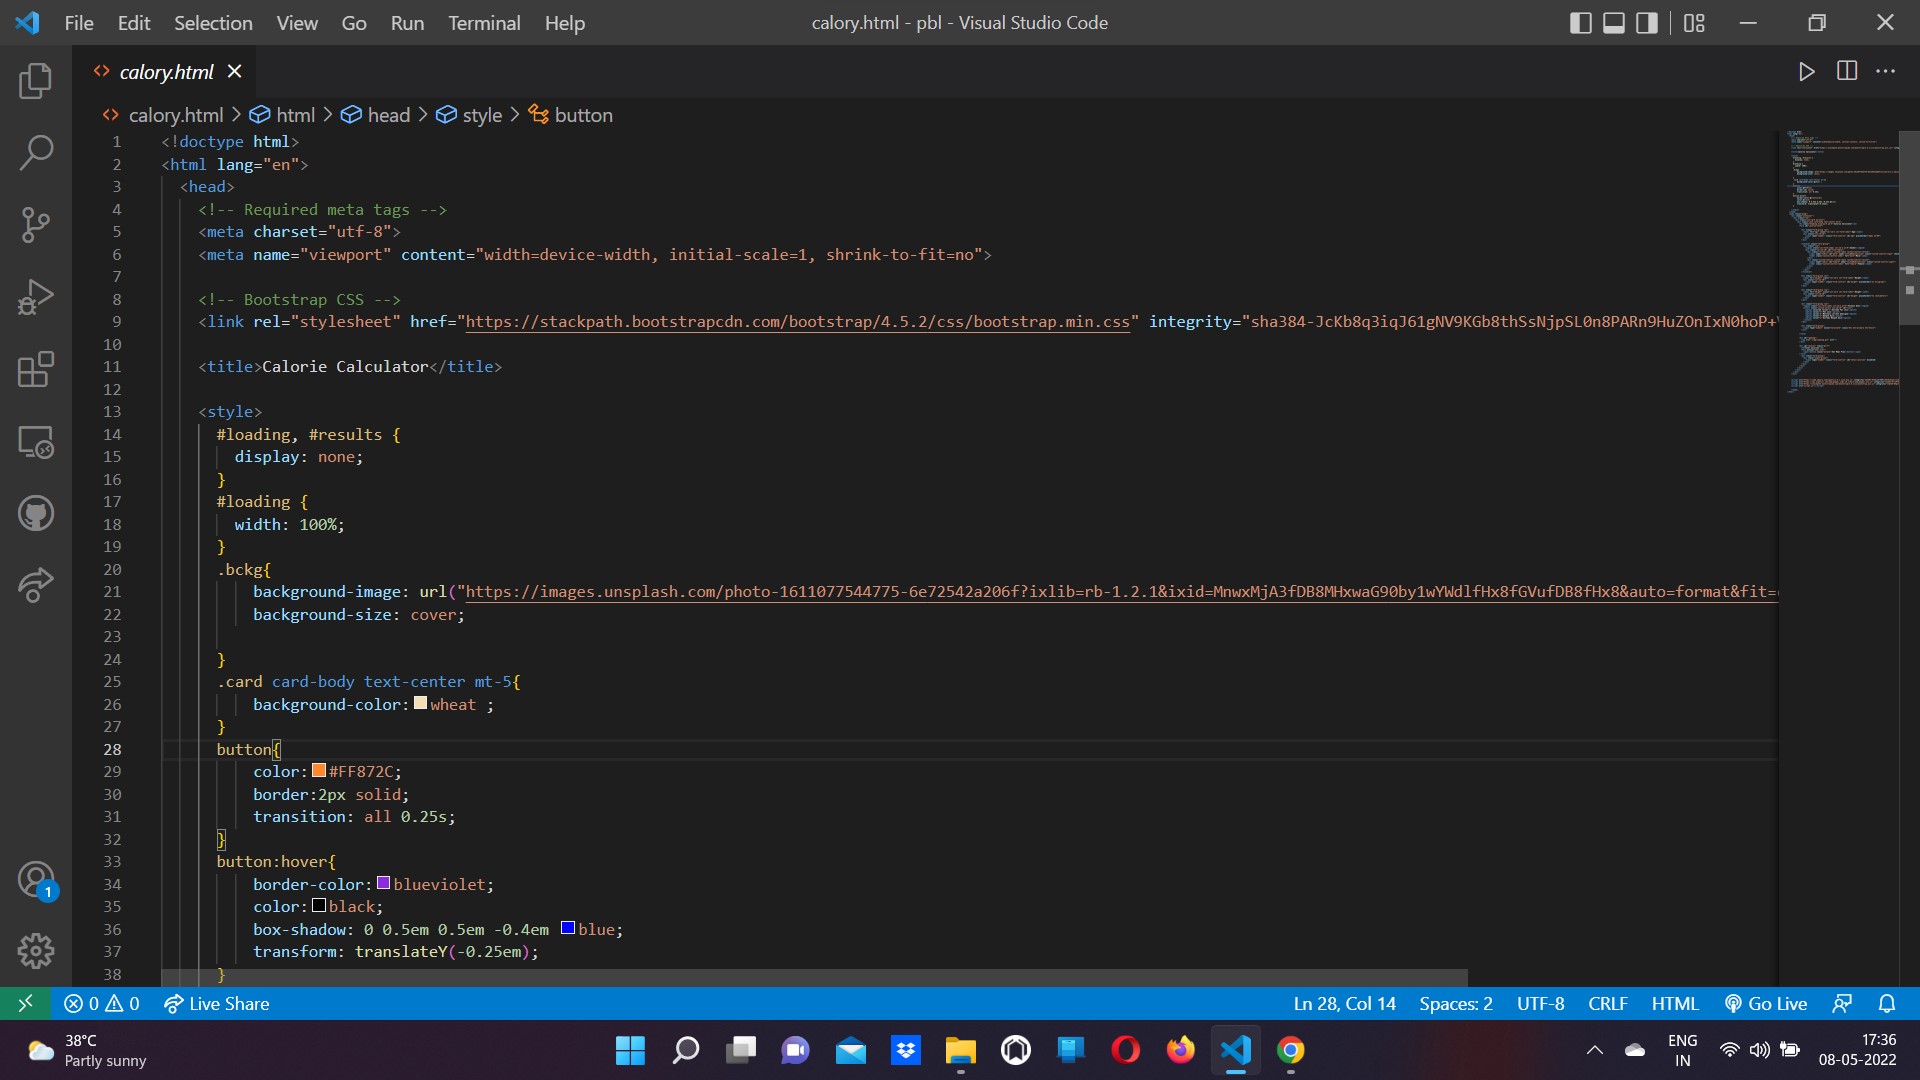 File Edit Selection View Go Run Terminal Help
calory.html - pbl - Visual Studio Code
calory.html
calory.html > html > head > style > button
1 <!doctype html>
2 <html lang="en">
3 <head>
4 <!-- Required meta tags -->
5 <meta charset="utf-8">
6 <meta name="viewport" content="width=device-width, initial-scale=1, shrink-to-fit=no">
7
8 <!-- Bootstrap CSS -->
9 <link rel="stylesheet" href="https://stackpath.bootstrapcdn.com/bootstrap/4.5.2/css/bootstrap.min.css" integrity="sha384-JcKb8q3iqJ61gNV9KGb8thSsNjpSL0n8PARn9HuZOnIxN0hoP+
10
11 <title>Calorie Calculator</title>
12
13 <style>
14 #loading, #results {
15 display: none;
16 }
17 #loading {
18 width: 100%;
19 }
20 .bckg{
21 background-image: url("https://images.unsplash.com/photo-1611077544775-6e72542a206f?ixlib=rb-1.2.1&ixid=MnwxMjA3fDB8MHxwaG90by1wYWdlfHx8fGVufDB8fHx8&auto=format&fit=
22 background-size: cover;
23
24 }
25 .card card-body text-center mt-5{
26 background-color: wheat ;
27 }
28 button{
29 color: #FF872C;
30 border:2px solid;
31 transition: all 0.25s;
32 }
33 button:hover{
34 border-color: blueviolet;
35 color: black;
36 box-shadow: 0 0.5em 0.5em -0.4em blue;
37 transform: translateY(-0.25em);
38 }
1
0 0 Live Share
Ln 28, Col 14 Spaces: 2 UTF-8 CRLF HTML Go Live
38°C
Partly sunny
ENG
IN
17:36
08-05-2022